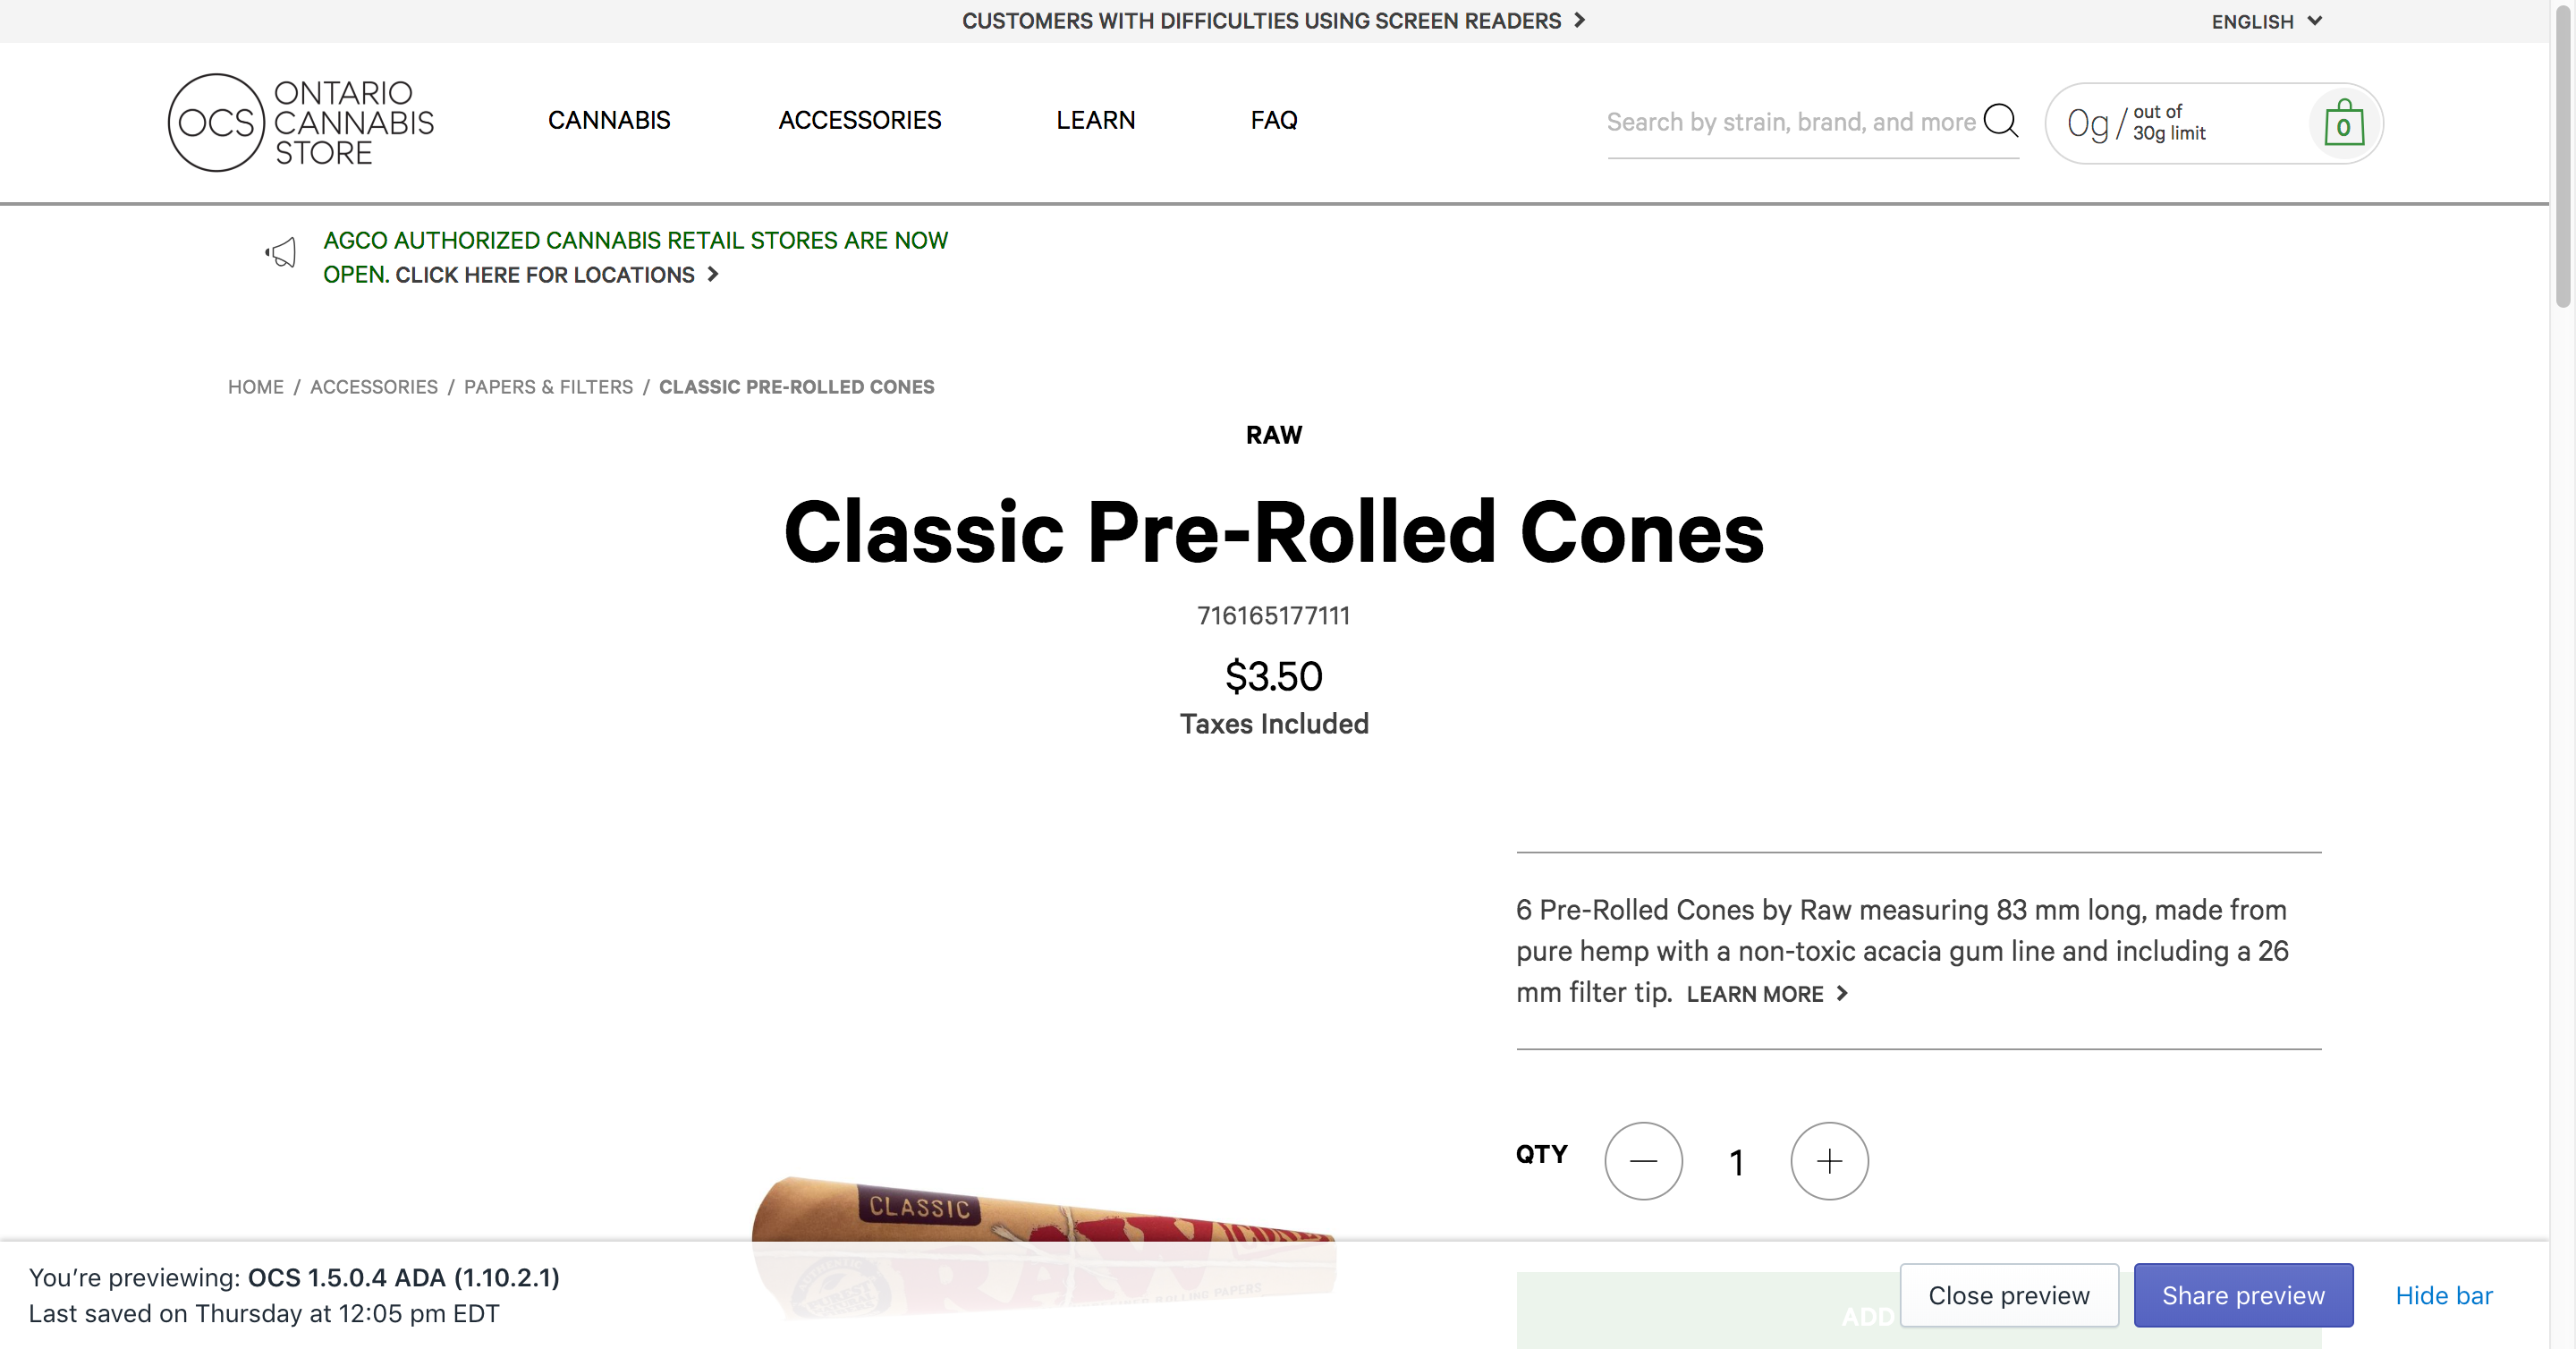 CUSTOMERS WITH DIFFICULTIES USING SCREEN READERS
ENGLISH
OCS
ONTARIO
CANNABIS
STORE
CANNABIS
ACCESSORIES
LEARN
FAQ
Search by strain, brand, and more
0g / out of
30g limit
0
AGCO AUTHORIZED CANNABIS RETAIL STORES ARE NOW
OPEN. CLICK HERE FOR LOCATIONS
HOME / ACCESSORIES / PAPERS & FILTERS / CLASSIC PRE-ROLLED CONES
RAW
Classic Pre-Rolled Cones
716165177111
$3.50
Taxes Included
6 Pre-Rolled Cones by Raw measuring 83 mm long, made from
pure hemp with a non-toxic acacia gum line and including a 26
mm filter tip. LEARN MORE
QTY
1
CLASSIC
RAW
ROLLING PAPERS
ADD
You’re previewing: OCS 1.5.0.4 ADA (1.10.2.1)
Last saved on Thursday at 12:05 pm EDT
Close preview
Share preview
Hide bar